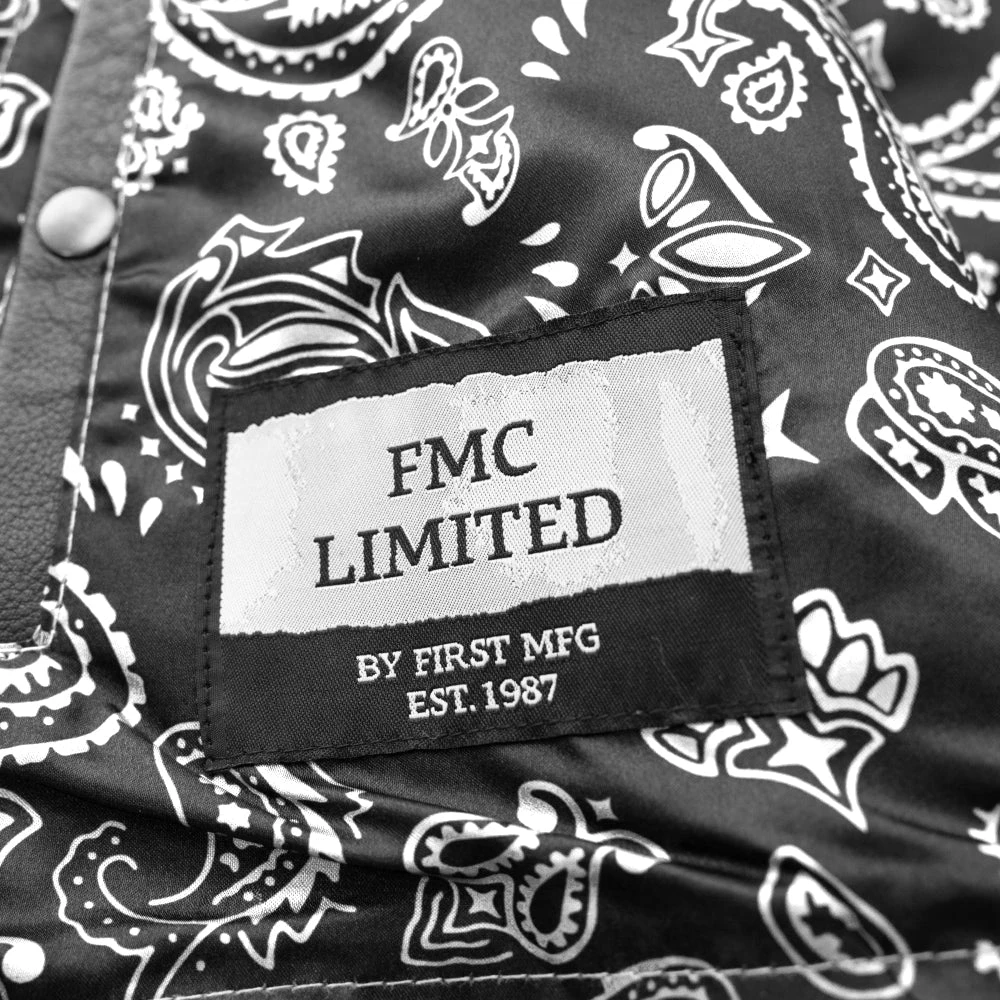 FMC
LIMITED
BY FIRST MFG
EST. 1987